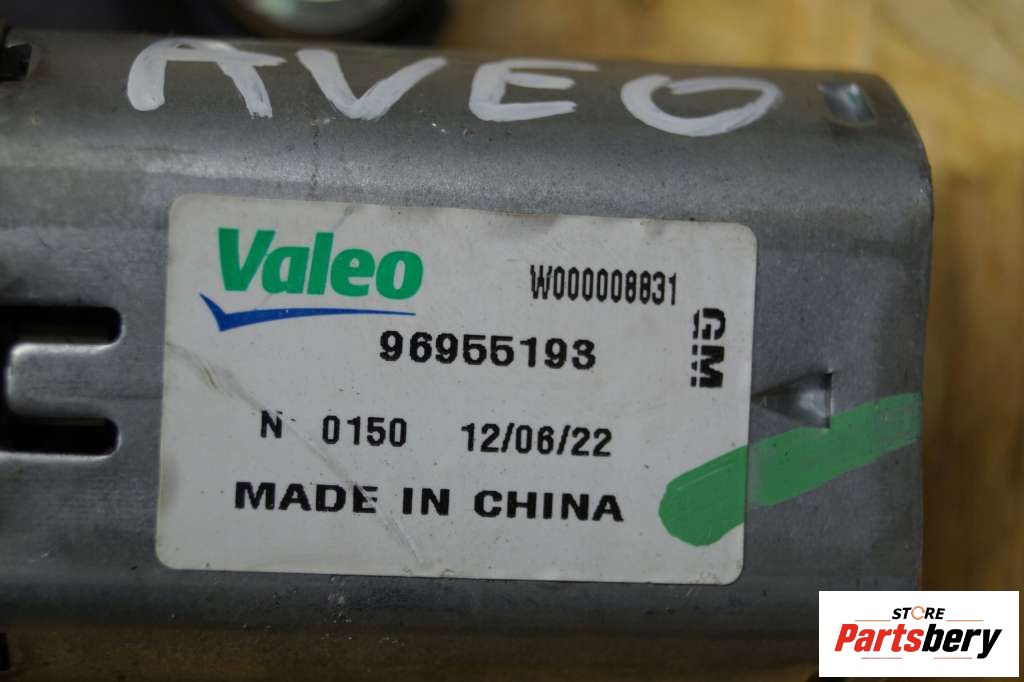 AVEO
Valeo
W000008831
96955193
GM
N 0150 12/06/22
MADE IN CHINA
STORE
Partsbery